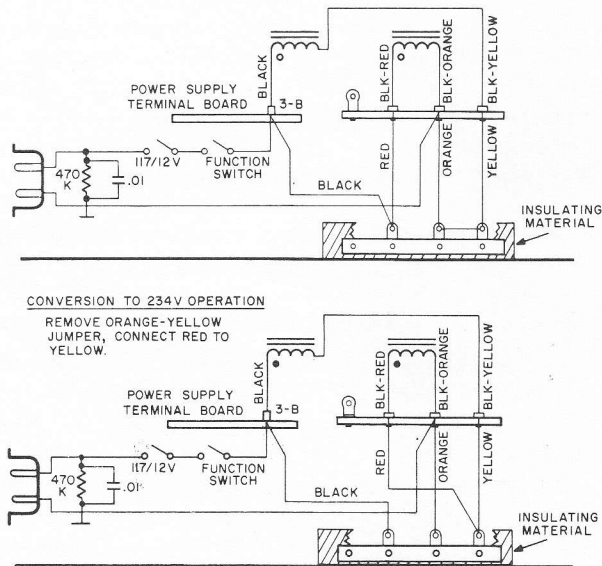 BLACK
BLK-RED
BLK-ORANGE
BLK-YELLOW
POWER SUPPLY
TERMINAL BOARD
3-B
117/12V
FUNCTION
SWITCH
470
K
.01
RED
ORANGE
YELLOW
BLACK
INSULATING
MATERIAL
CONVERSION TO 234V OPERATION
REMOVE ORANGE-YELLOW
JUMPER, CONNECT RED TO
YELLOW.
BLACK
BLK-RED
BLK-ORANGE
BLK-YELLOW
POWER SUPPLY
TERMINAL BOARD
3-B
117/12V
FUNCTION
SWITCH
470
K
.01
RED
ORANGE
YELLOW
BLACK
INSULATING
MATERIAL